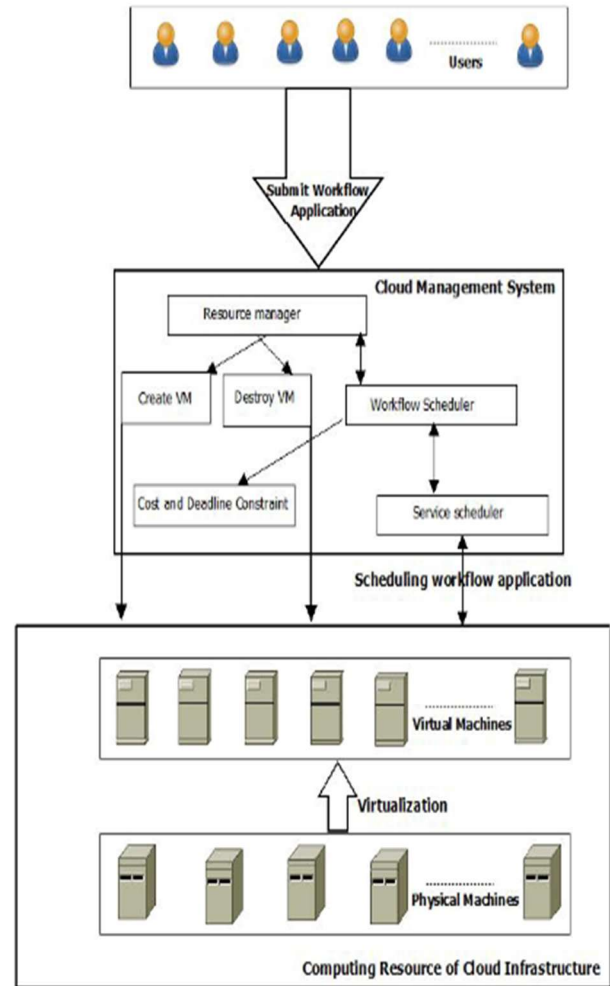 Users
Submit Workflow
Application
Cloud Management System
Resource manager
Create VM
Destroy VM
Workflow Scheduler
Cost and Deadline Constraint
Service scheduler
Scheduling workflow application
Virtual Machines
Virtualization
Physical Machines
Computing Resource of Cloud Infrastructure